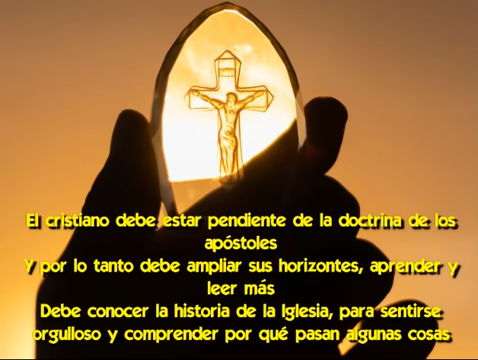 El cristiano debe estar pendiente de la doctrina de los
apóstoles
Y por lo tanto debe ampliar sus horizontes, aprender y
leer más
Debe conocer la historia de la Iglesia, para sentirse
orgulloso y comprender por qué pasan algunas cosas